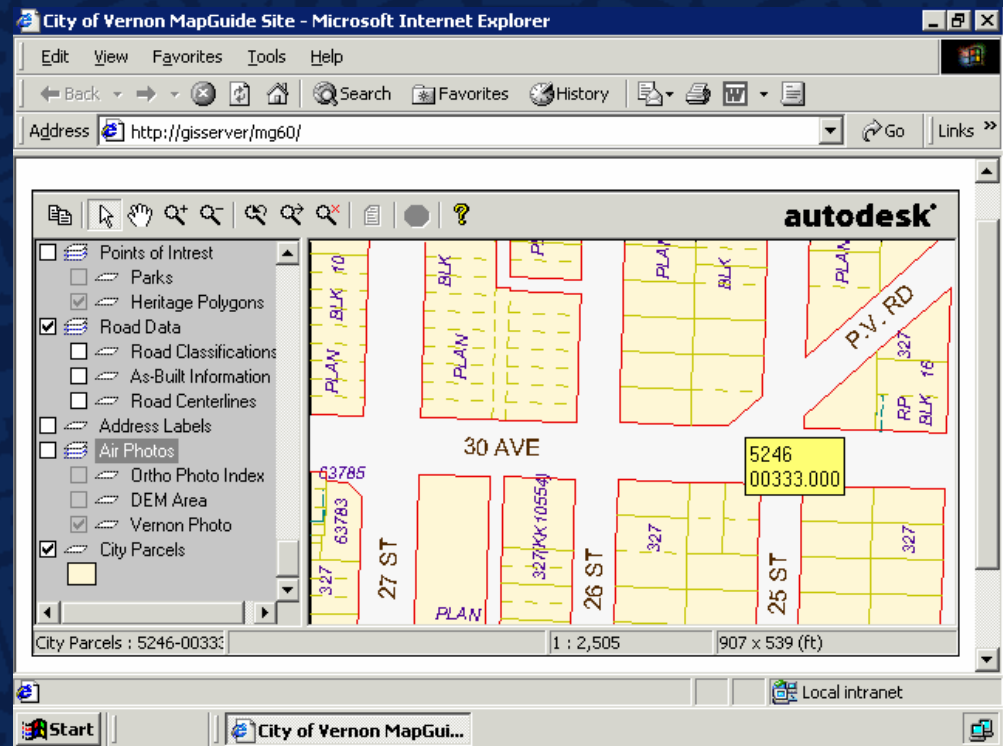 City of Vernon MapGuide Site - Microsoft Internet Explorer
Edit View Favorites Tools Help
Back Search Favorites History
Address http://gisserver/mg60/ Go Links »
autodesk
Points of Intrest
Parks
Heritage Polygons
Road Data
Road Classifications
As-Built Information
Road Centerlines
Address Labels
Air Photos
Ortho Photo Index
DEM Area
Vernon Photo
City Parcels
PLAN BLK 10
PLAN BLK
PLAN BLK
PLAN
P.V. RD
327
RP BLK 16
30 AVE
5246
00333.000
63785
63783
327
27 ST
PLAN
327(KK10554)
26 ST
327
25 ST
327
City Parcels : 5246-0033 1 : 2,505 907 x 539 (ft)
Local intranet
Start City of Vernon MapGui...